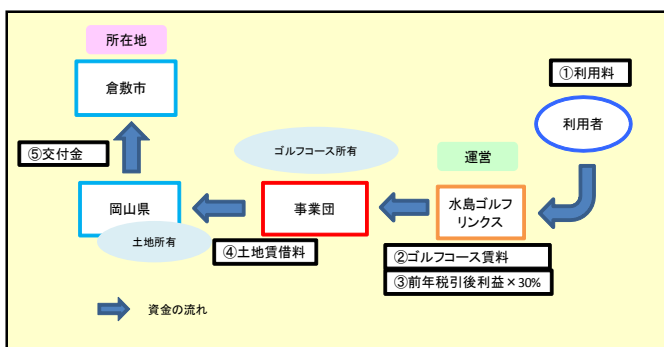 所在地
倉敷市
①利用料
利用者
⑤交付金
ゴルフコース所有
運営
岡山県
事業団
水島ゴルフ
リンクス
土地所有
④土地賃借料
②ゴルフコース賃料
③前年税引後利益×30%
資金の流れ